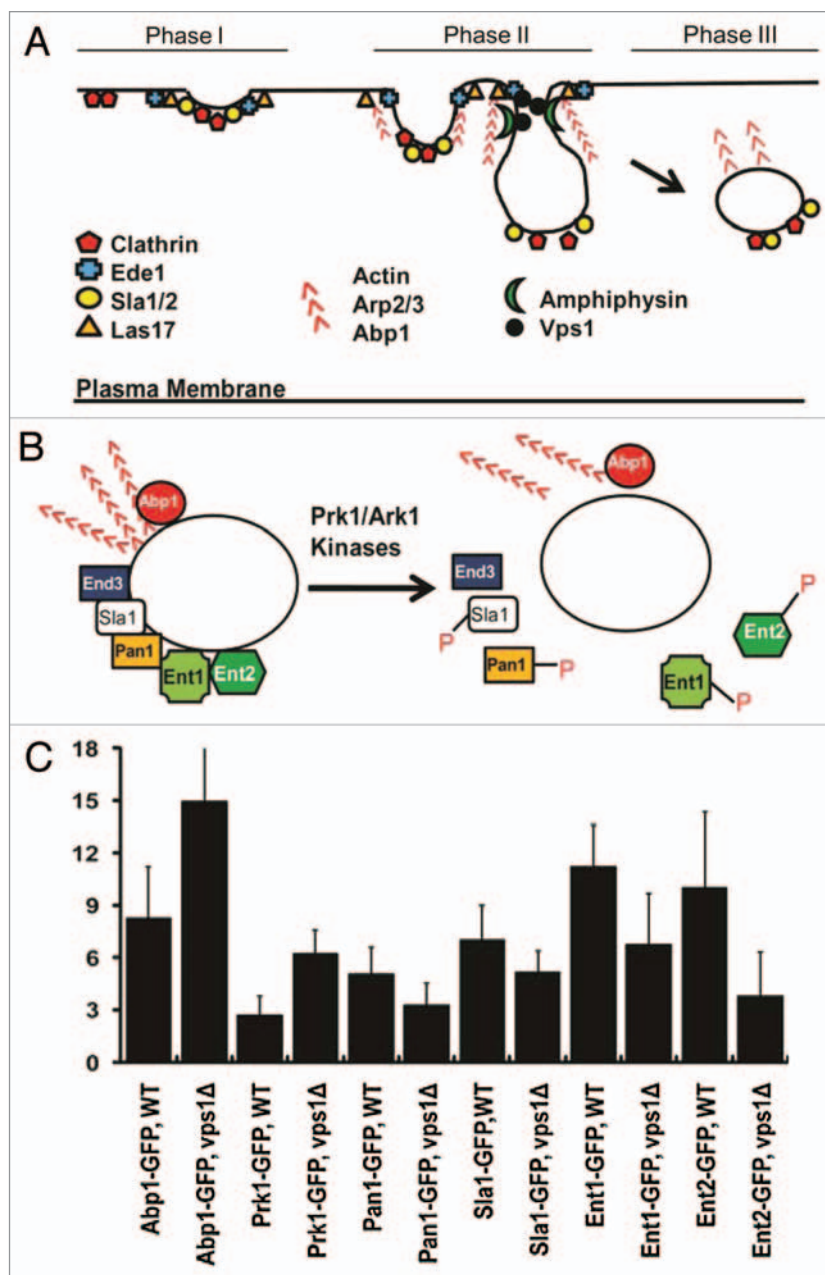 A
Phase I
Phase II
Phase III
Clathrin
Ede1
Sla1/2
Las17
Actin
Arp2/3
Abp1
Amphiphysin
Vps1
Plasma Membrane
B
Abp1
End3
Sla1
Pan1
Ent1
Ent2
Prk1/Ark1
Kinases
Abp1
End3
Sla1
P
Pan1
P
Ent2
P
Ent1
P
C
18
15
12
9
6
3
0
Abp1-GFP, WT
Abp1-GFP, vps1Δ
Prk1-GFP, WT
Prk1-GFP, vps1Δ
Pan1-GFP, WT
Pan1-GFP, vps1Δ
Sla1-GFP,WT
Sla1-GFP, vps1Δ
Ent1-GFP, WT
Ent1-GFP, vps1Δ
Ent2-GFP, WT
Ent2-GFP, vps1Δ